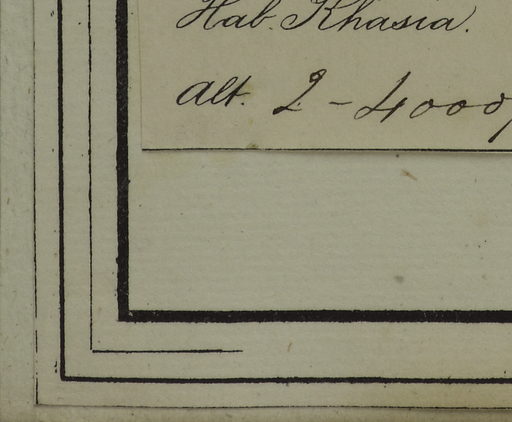 Hab. Khasia.
alt. 2-4000